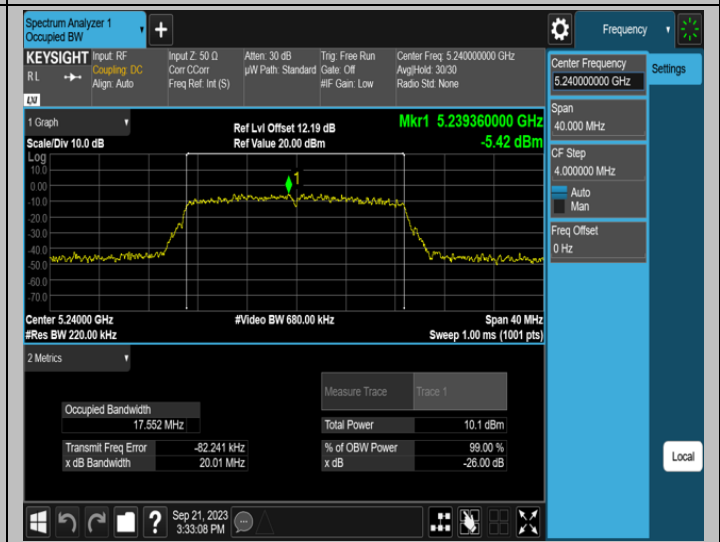 Spectrum Analyzer 1
Occupied BW
+
Frequency
KEYSIGHT
RL
LXI
Input: RF
Coupling: DC
Align: Auto
Input Z: 50 Ω
Corr CCorr
Freq Ref: Int (S)
Atten: 30 dB
µW Path: Standard
Trig: Free Run
Gate: Off
#IF Gain: Low
Center Freq: 5.240000000 GHz
Avg|Hold: 30/30
Radio Std: None
Center Frequency
5.240000000 GHz
Settings
Span
40.000 MHz
CF Step
4.000000 MHz
Auto
Man
Freq Offset
0 Hz
Local
1 Graph
Scale/Div 10.0 dB
Ref Lvl Offset 12.19 dB
Ref Value 20.00 dBm
Mkr1 5.239360000 GHz
-5.42 dBm
Log
10.0
0.00
-10.0
-20.0
-30.0
-40.0
-50.0
-60.0
-70.0
1
Center 5.24000 GHz
#Res BW 220.00 kHz
#Video BW 680.00 kHz
Span 40 MHz
Sweep 1.00 ms (1001 pts)
2 Metrics
Measure Trace Trace 1
Occupied Bandwidth
17.552 MHz
Total Power 10.1 dBm
Transmit Freq Error -82.241 kHz
% of OBW Power 99.00 %
x dB Bandwidth 20.01 MHz
x dB -26.00 dB
?
Sep 21, 2023
3:33:08 PM